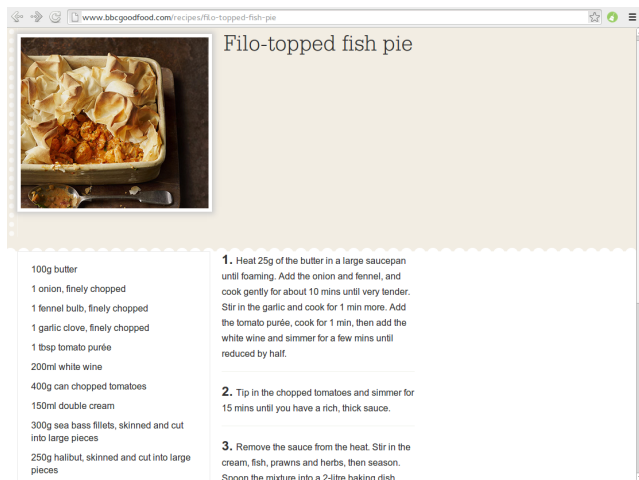 www.bbcgoodfood.com/recipes/filo-topped-fish-pie
Filo-topped fish pie
100g butter
1 onion, finely chopped
1 fennel bulb, finely chopped
1 garlic clove, finely chopped
1 tbsp tomato purée
200ml white wine
400g can chopped tomatoes
150ml double cream
300g sea bass fillets, skinned and cut
into large pieces
250g halibut, skinned and cut into large
pieces
1. Heat 25g of the butter in a large saucepan
until foaming. Add the onion and fennel, and
cook gently for about 10 mins until very tender.
Stir in the garlic and cook for 1 min more. Add
the tomato purée, cook for 1 min, then add the
white wine and simmer for a few mins until
reduced by half.
2. Tip in the chopped tomatoes and simmer for
15 mins until you have a rich, thick sauce.
3. Remove the sauce from the heat. Stir in the
cream, fish, prawns and herbs, then season.
Spoon the mixture into a 2-litre baking dish